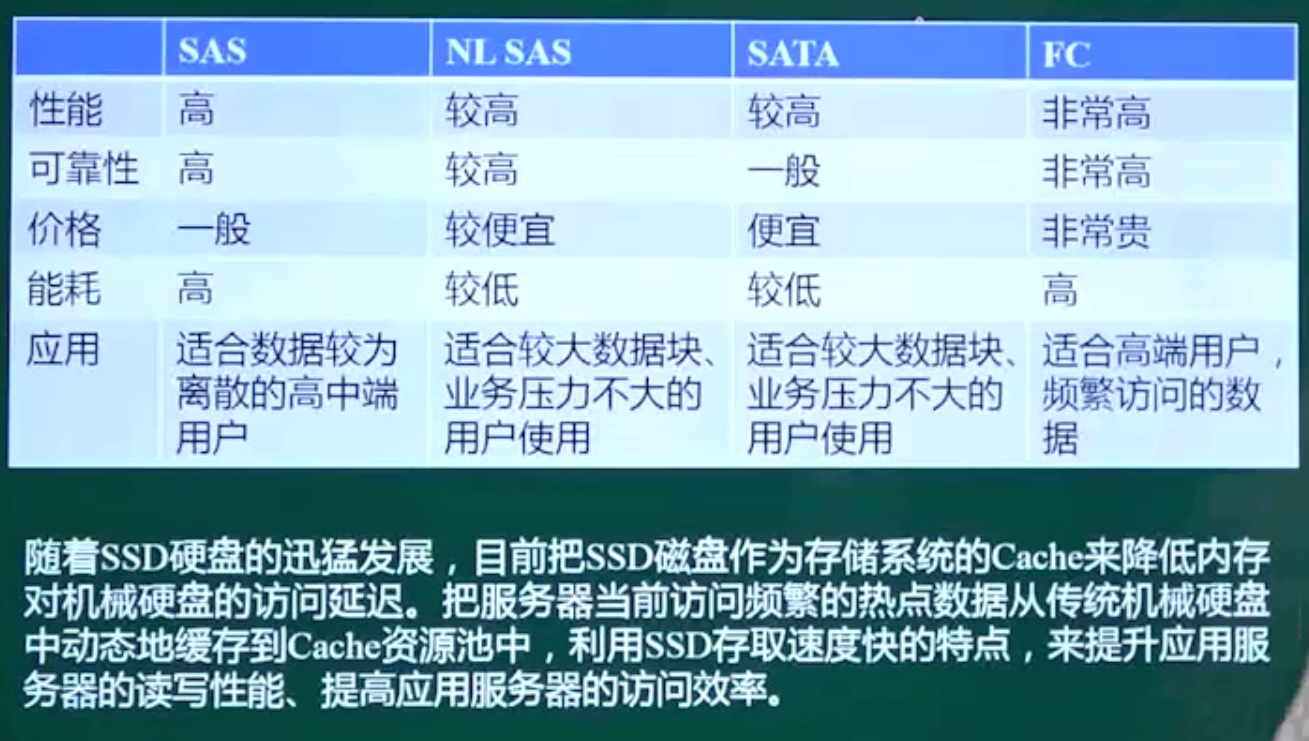 SAS NL SAS SATA FC
性能 高 较高 较高 非常高
可靠性 高 较高 一般 非常高
价格 一般 较便宜 便宜 非常贵
能耗 高 较低 较低 高
应用 适合数据较为 适合较大数据块、 适合较大数据块、 适合高端用户，
离散的高中端 业务压力不大的 业务压力不大的 频繁访问的数
用户 用户使用 用户使用 据
随着SSD硬盘的迅猛发展，目前把SSD磁盘作为存储系统的Cache来降低内存
对机械硬盘的访问延迟。把服务器当前访问频繁的热点数据从传统机械硬盘
中动态地缓存到Cache资源池中，利用SSD存取速度快的特点，来提升应用服
务器的读写性能、提高应用服务器的访问效率。